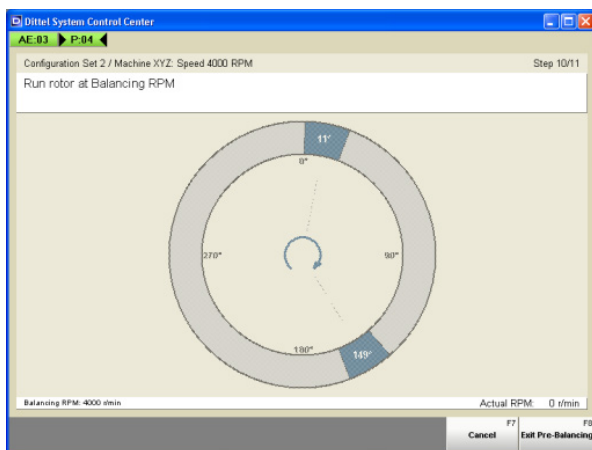 Dittel System Control Center
AE:03 P:04
Configuration Set 2 / Machine XYZ: Speed 4000 RPM Step 10/11
Run rotor at Balancing RPM
11°
0°
270° 90°
180°
149°
Balancing RPM: 4000 r/min Actual RPM: 0 r/min
F7 F8
Cancel Exit Pre-Balancing